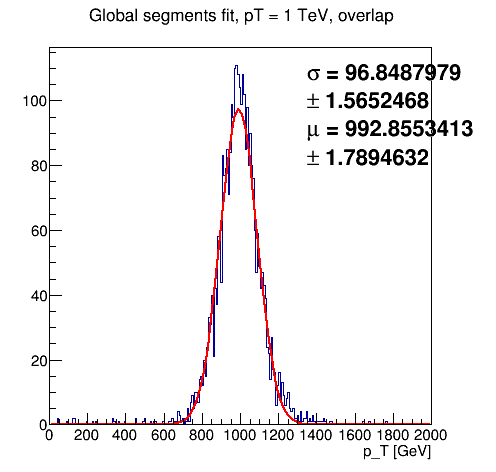 Global segments fit, pT = 1 TeV, overlap
σ = 96.8487979
± 1.5652468
μ = 992.8553413
± 1.7894632
100
80
60
40
20
0
0 200 400 600 800 1000 1200 1400 1600 1800 2000
p_T [GeV]